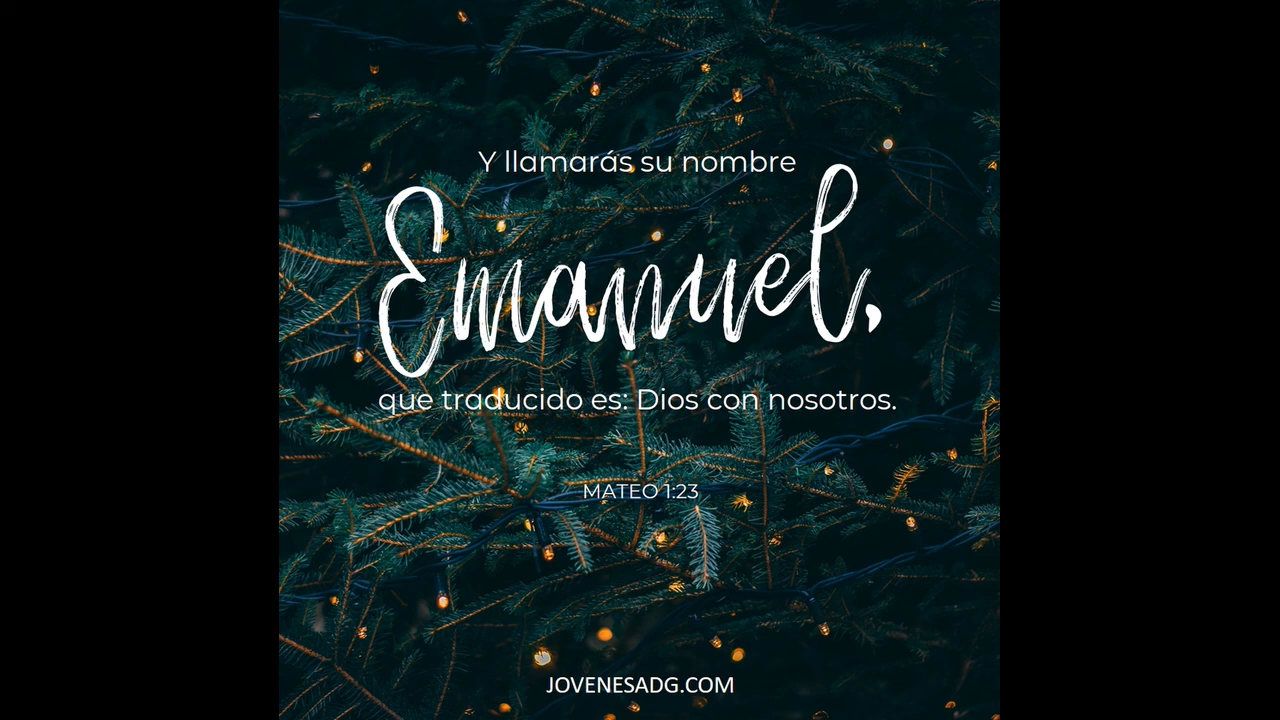 Y llamarás su nombre
Emanuel,
que traducido es: Dios con nosotros.
MATEO 1:23
JOVENESADG.COM